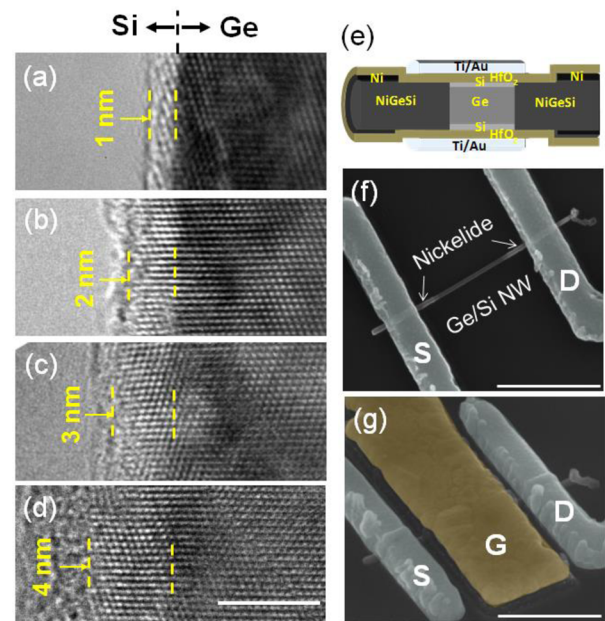 Si Ge
(a)
1 nm
(b)
2 nm
(c)
3 nm
(d)
4 nm
(e)
Ti/Au
Ni Si HfO₂ Ni
NiGeSi Ge NiGeSi
Si HfO₂
Ti/Au
(f)
Nickelide
Ge/Si NW
D
S
(g)
D
G
S